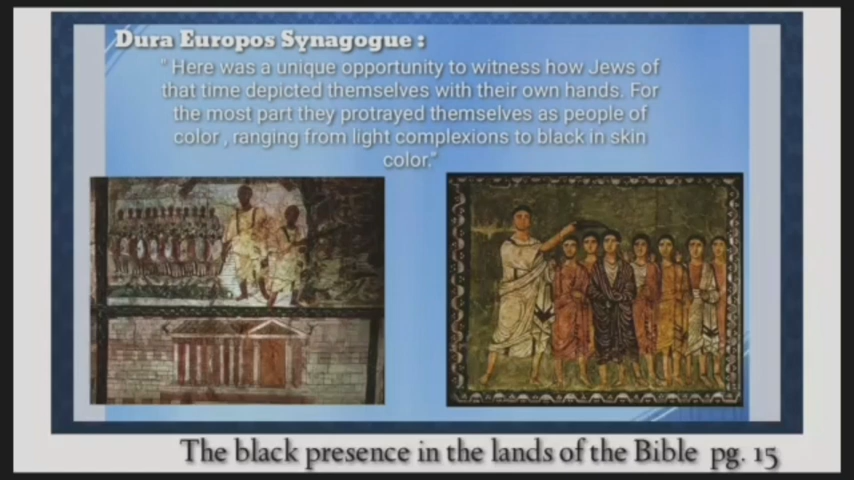 Dura Europos Synagogue :
" Here was a unique opportunity to witness how Jews of
that time depicted themselves with their own hands. For
the most part they protrayed themselves as people of
color , ranging from light complexions to black in skin
color."
The black presence in the lands of the Bible pg. 15